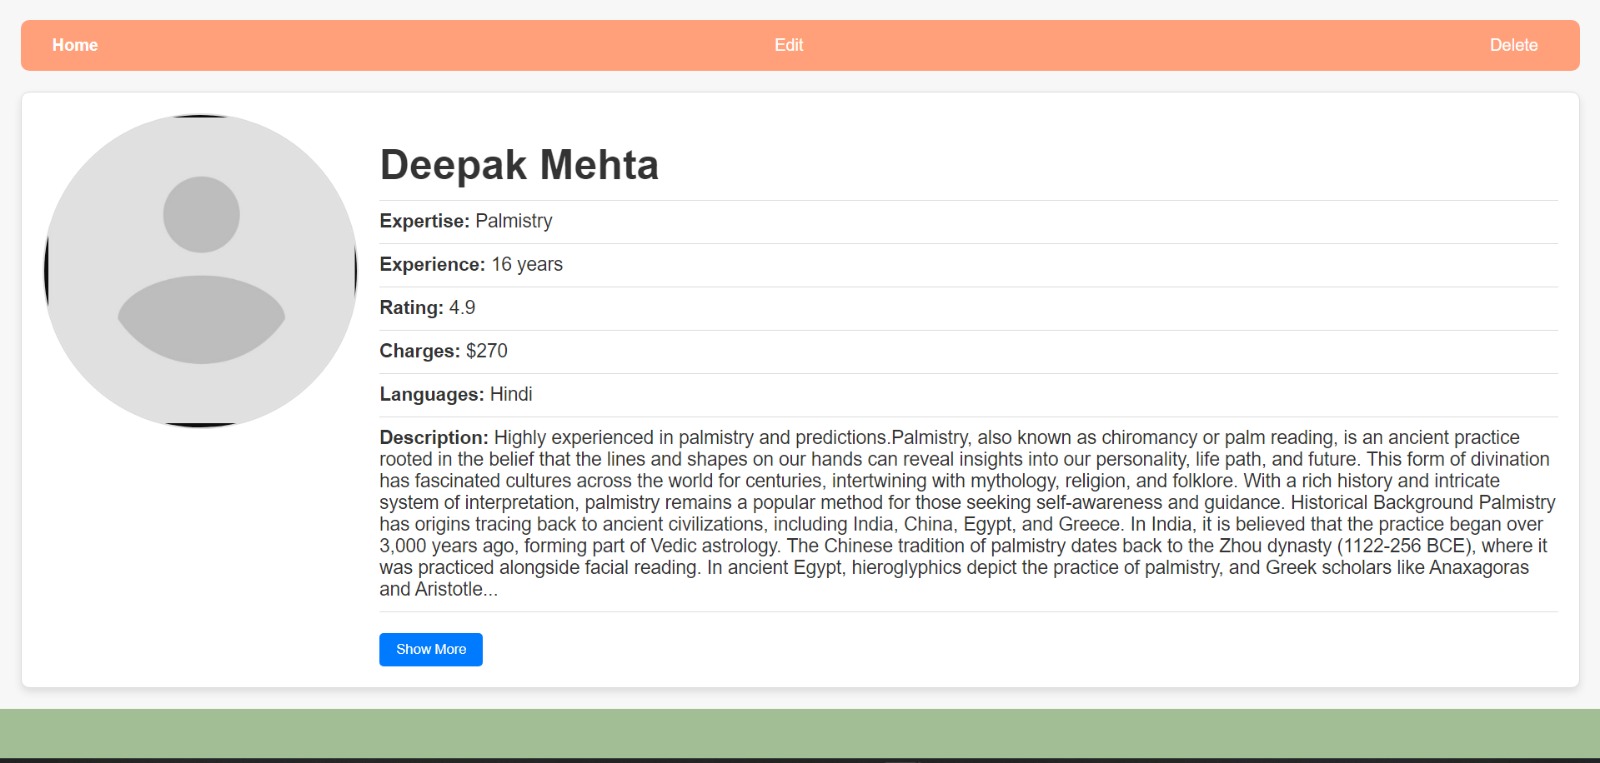 Home Edit Delete
Deepak Mehta
Expertise: Palmistry
Experience: 16 years
Rating: 4.9
Charges: $270
Languages: Hindi
Description: Highly experienced in palmistry and predictions.Palmistry, also known as chiromancy or palm reading, is an ancient practice
rooted in the belief that the lines and shapes on our hands can reveal insights into our personality, life path, and future. This form of divination
has fascinated cultures across the world for centuries, intertwining with mythology, religion, and folklore. With a rich history and intricate
system of interpretation, palmistry remains a popular method for those seeking self-awareness and guidance. Historical Background Palmistry
has origins tracing back to ancient civilizations, including India, China, Egypt, and Greece. In India, it is believed that the practice began over
3,000 years ago, forming part of Vedic astrology. The Chinese tradition of palmistry dates back to the Zhou dynasty (1122-256 BCE), where it
was practiced alongside facial reading. In ancient Egypt, hieroglyphics depict the practice of palmistry, and Greek scholars like Anaxagoras
and Aristotle...
Show More